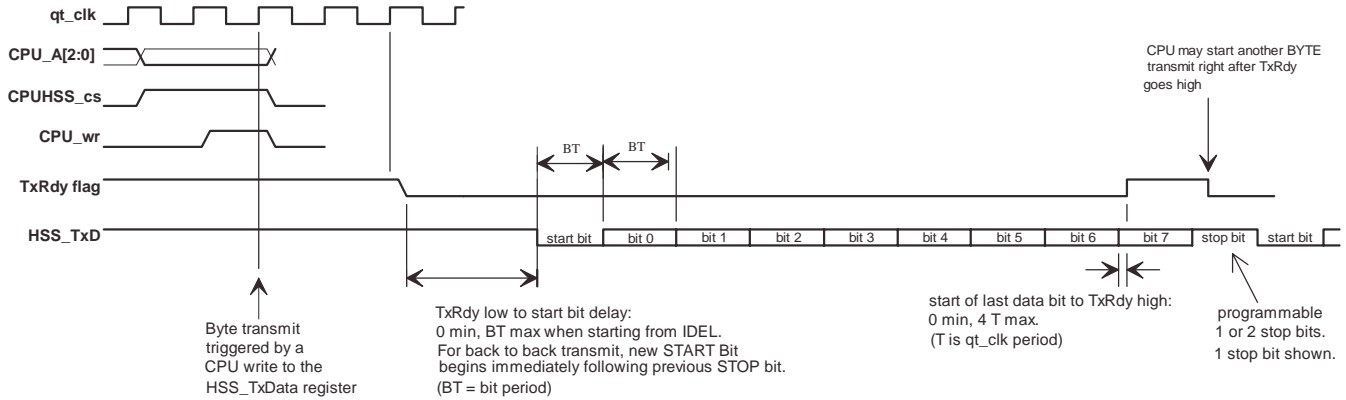 qt_clk
CPU_A[2:0]
CPUHSS_cs
CPU_wr
TxRdy flag
HSS_TxD
CPU may start another BYTE
transmit right after TxRdy
goes high
BT
BT
start bit
bit 0
bit 1
bit 2
bit 3
bit 4
bit 5
bit 6
bit 7
stop bit
start bit
Byte transmit
triggered by a
CPU write to the
HSS_TxData register
TxRdy low to start bit delay:
0 min, BT max when starting from IDEL.
For back to back transmit, new START Bit
begins immediately following previous STOP bit.
(BT = bit period)
start of last data bit to TxRdy high:
0 min, 4 T max.
(T is qt_clk period)
programmable
1 or 2 stop bits.
1 stop bit shown.